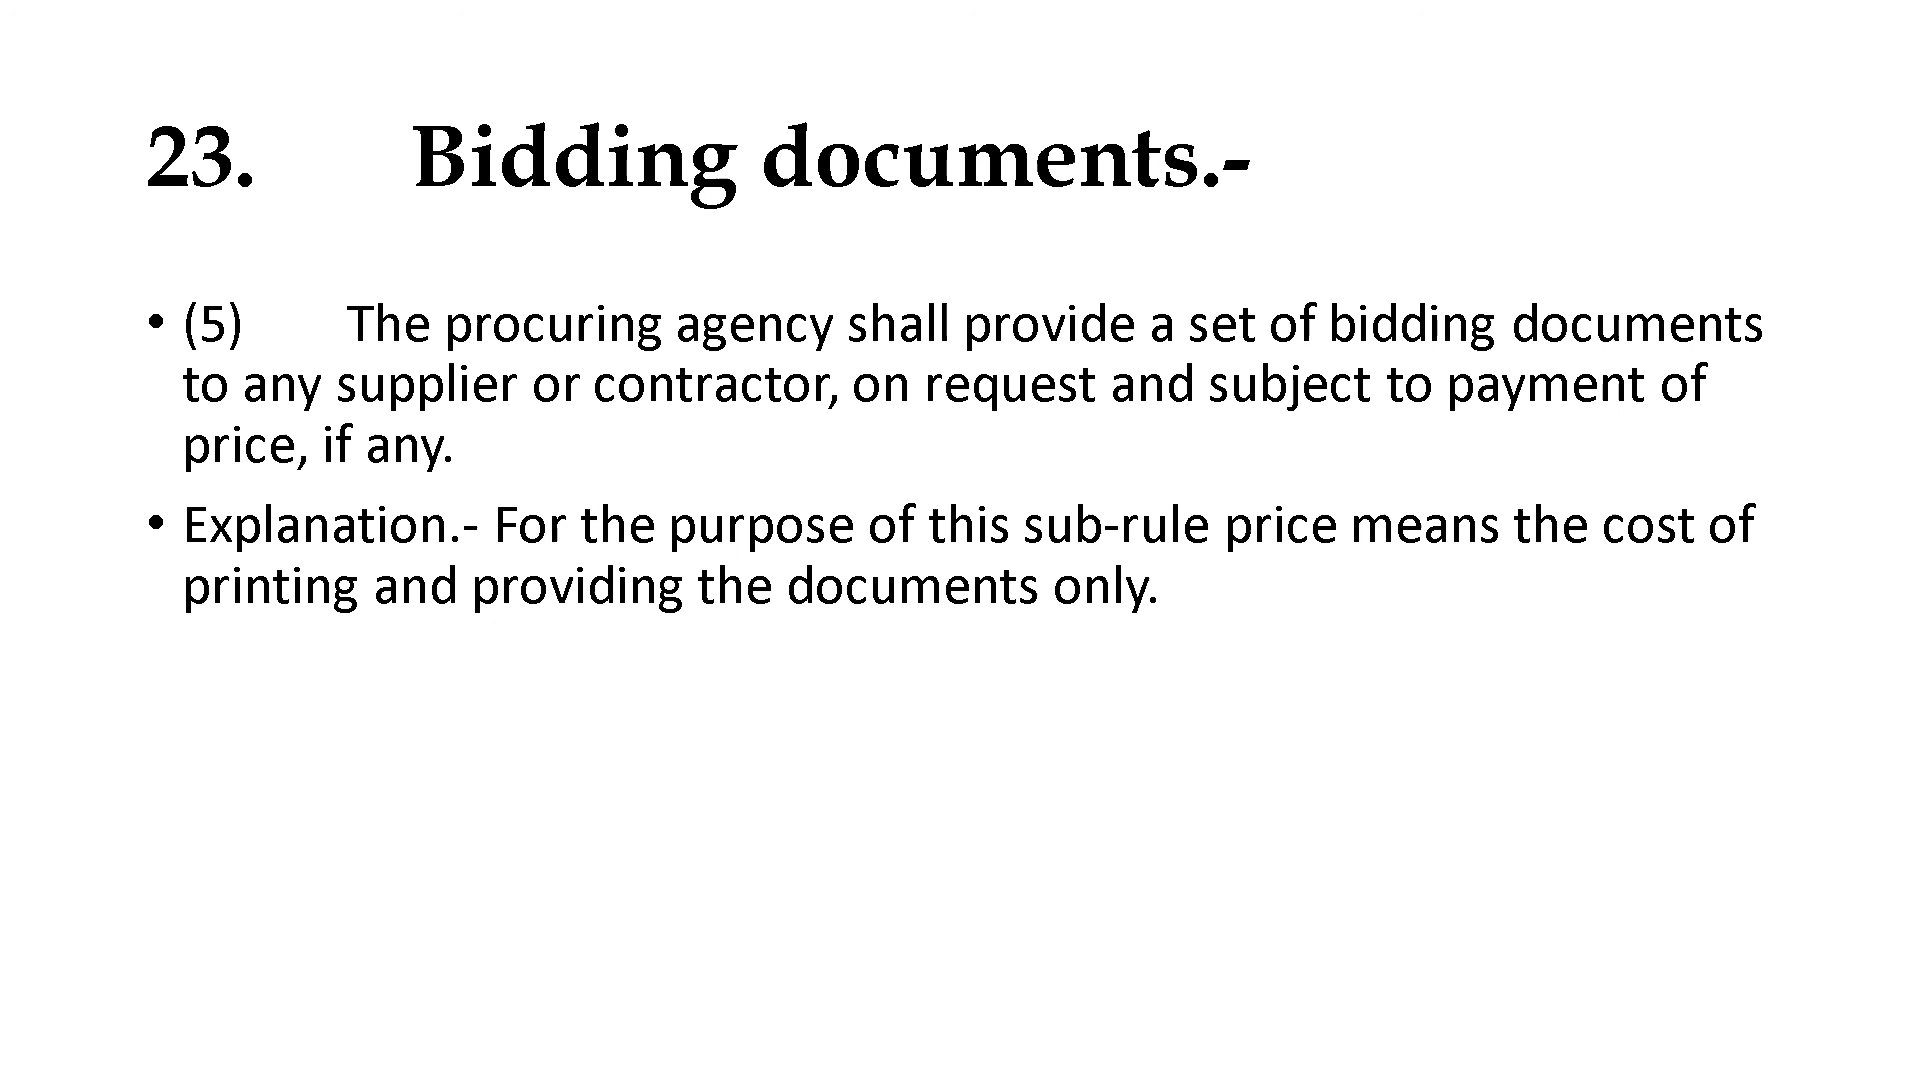 23. Bidding documents.-
• (5) The procuring agency shall provide a set of bidding documents
to any supplier or contractor, on request and subject to payment of
price, if any.
• Explanation.- For the purpose of this sub-rule price means the cost of
printing and providing the documents only.